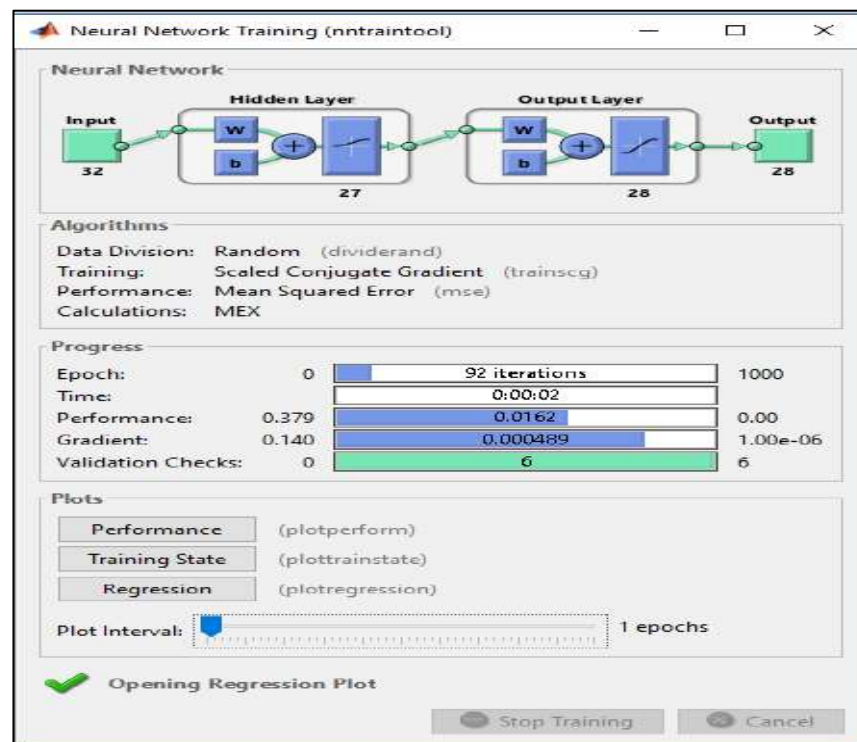 Neural Network Training (nntraintool)
Neural Network
Hidden Layer Output Layer
Input Output
W W
b b
32 28
27 28
Algorithms
Data Division: Random (dividerand)
Training: Scaled Conjugate Gradient (trainscg)
Performance: Mean Squared Error (mse)
Calculations: MEX
Progress
Epoch: 0 92 iterations 1000
Time: 0:00:02
Performance: 0.379 0.0162 0.00
Gradient: 0.140 0.000489 1.00e-06
Validation Checks: 0 6 6
Plots
Performance (plotperform)
Training State (plottrainstate)
Regression (plotregression)
Plot Interval: 1 epochs
Opening Regression Plot
Stop Training Cancel